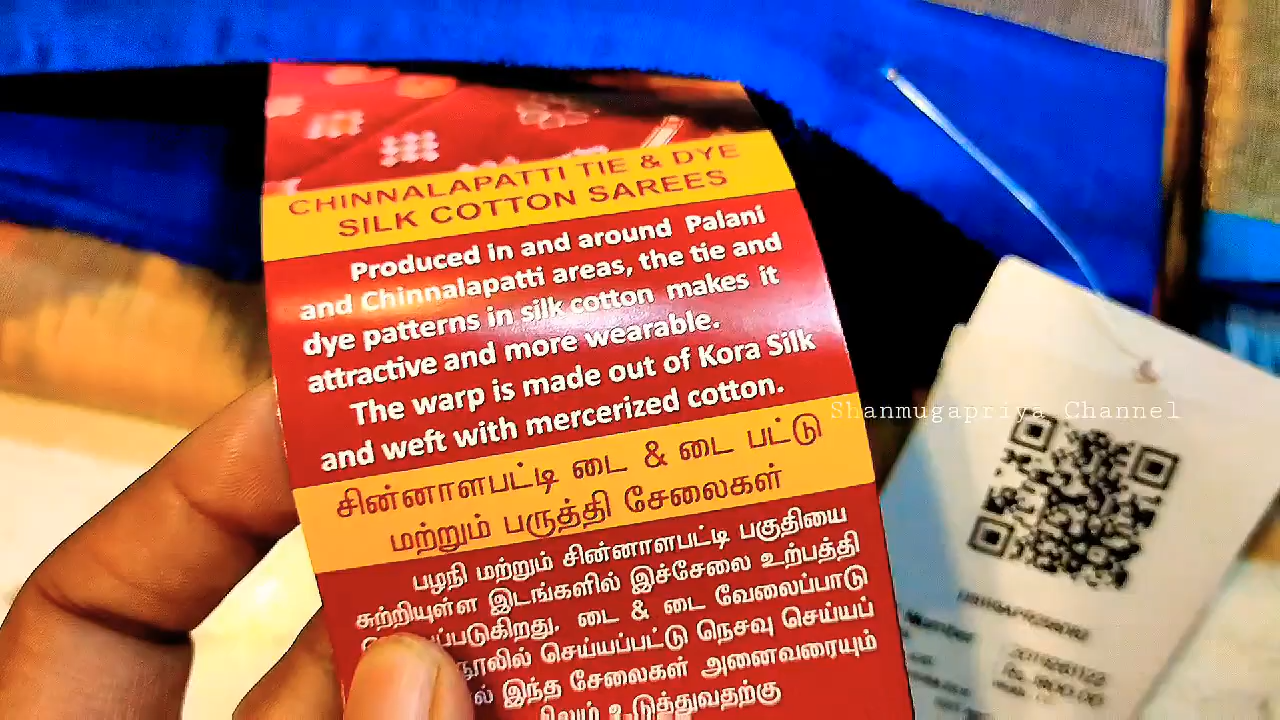 CHINNALAPATTI TIE & DYE
SILK COTTON SAREES
Produced in and around Palani
and Chinnalapatti areas, the tie and
dye patterns in silk cotton makes it
attractive and more wearable.
The warp is made out of Kora Silk
and weft with mercerized cotton.
சின்னாளபட்டி டை & டை பட்டு
மற்றும் பருத்தி சேலைகள்
பழநி மற்றும் சின்னாளபட்டி பகுதியை
சுற்றியுள்ள இடங்களில் இச்சேலை உற்பத்தி
டை & டை வேலைப்பாடு
செய்யப்பட்டு நெசவு செய்யப்
இந்த சேலைகள் அனைவரையும்
உடுத்துவதற்கு
Shanmugapriya Channel